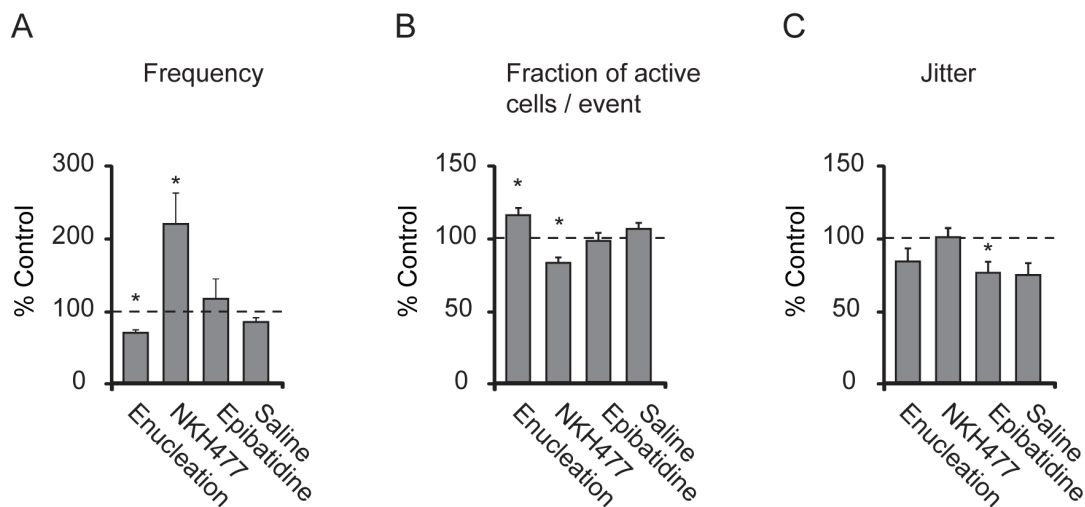 A
Frequency
300
200
100
0
% Control
*
*
Enucleation
NKH477
Epibatidine
Saline
B
Fraction of active
cells / event
150
100
50
0
% Control
*
*
Enucleation
NKH477
Epibatidine
Saline
C
Jitter
150
100
50
0
% Control
*
Enucleation
NKH477
Epibatidine
Saline